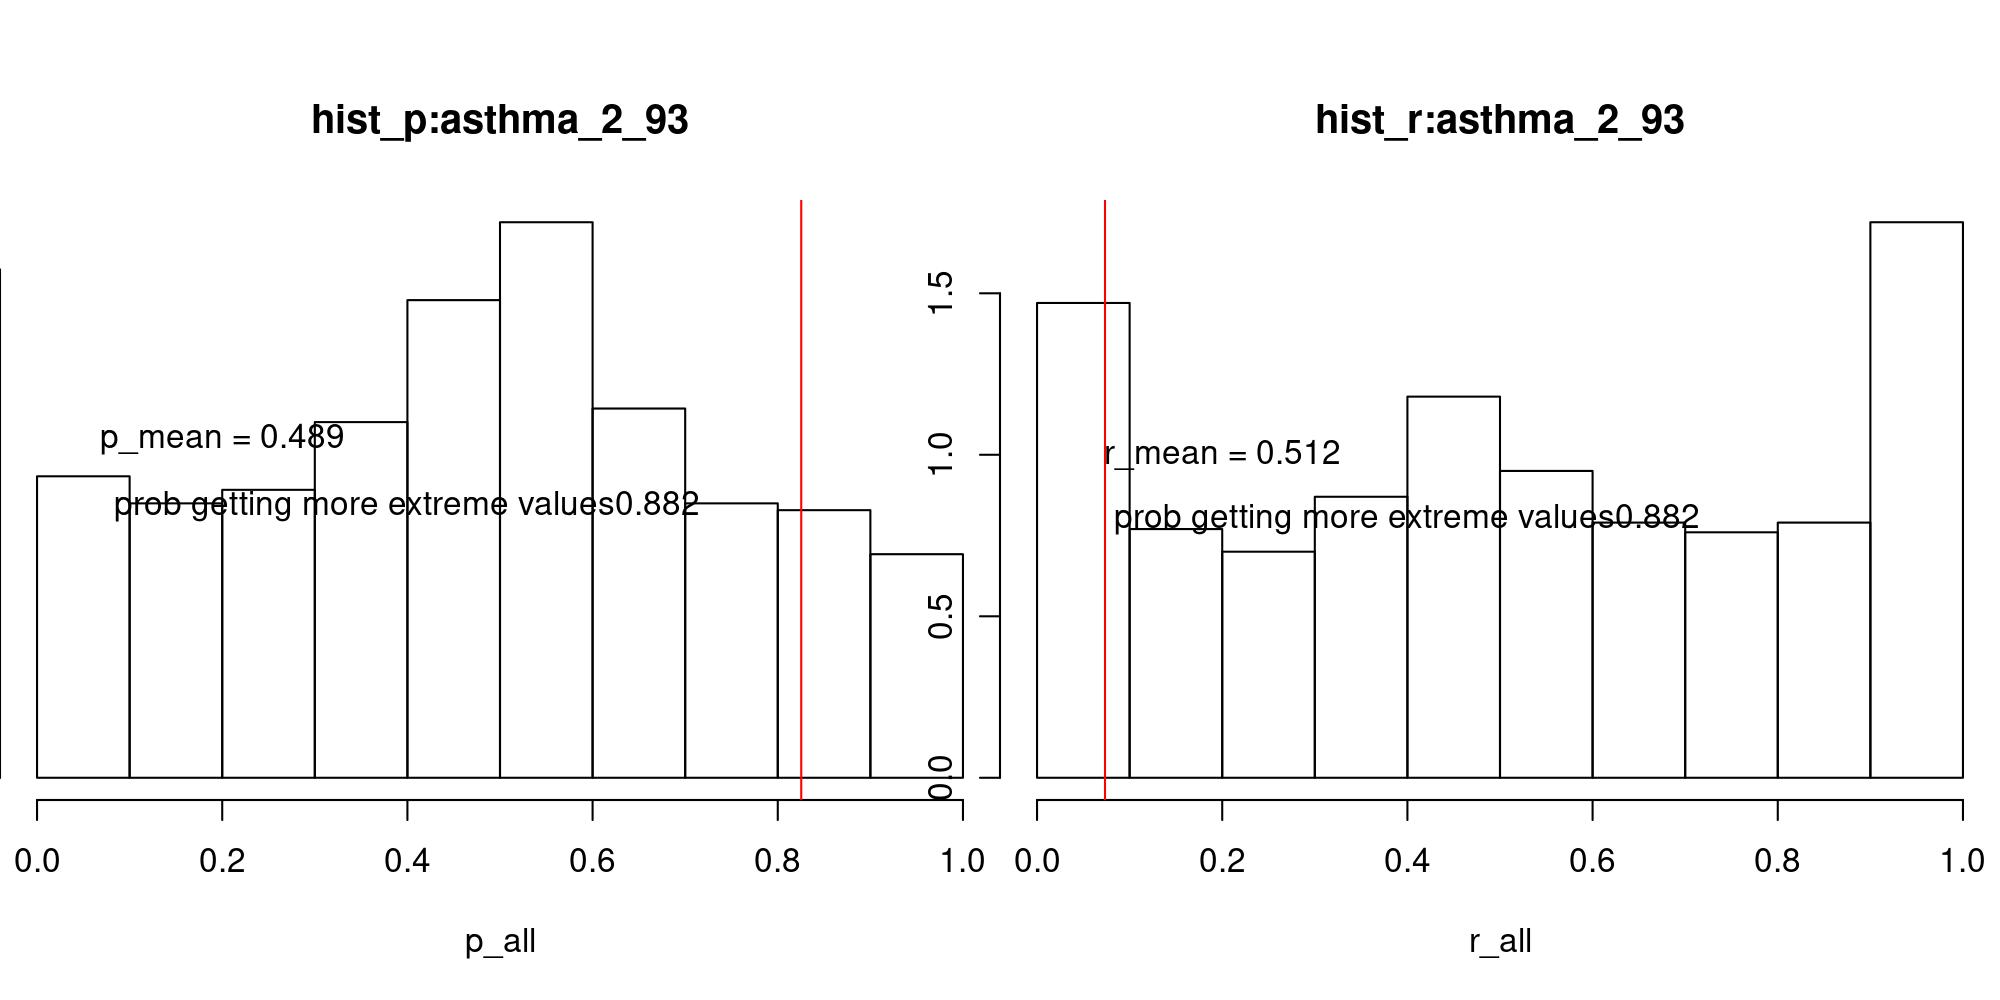 hist_p:asthma_2_93
p_mean = 0.489
prob getting more extreme values0.882
0.0 0.2 0.4 0.6 0.8 1.0
p_all
hist_r:asthma_2_93
1.5
1.0
0.5
0.0
r_mean = 0.512
prob getting more extreme values0.882
0.0 0.2 0.4 0.6 0.8 1.0
r_all